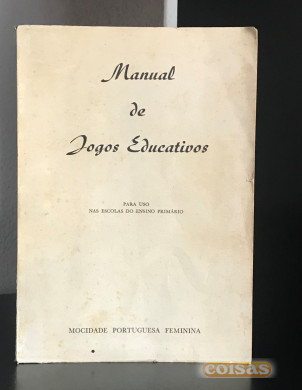 Manual
de
Jogos Educativos
PARA USO
NAS ESCOLAS DO ENSINO PRIMÁRIO
MOCIDADE PORTUGUESA FEMININA
coisas